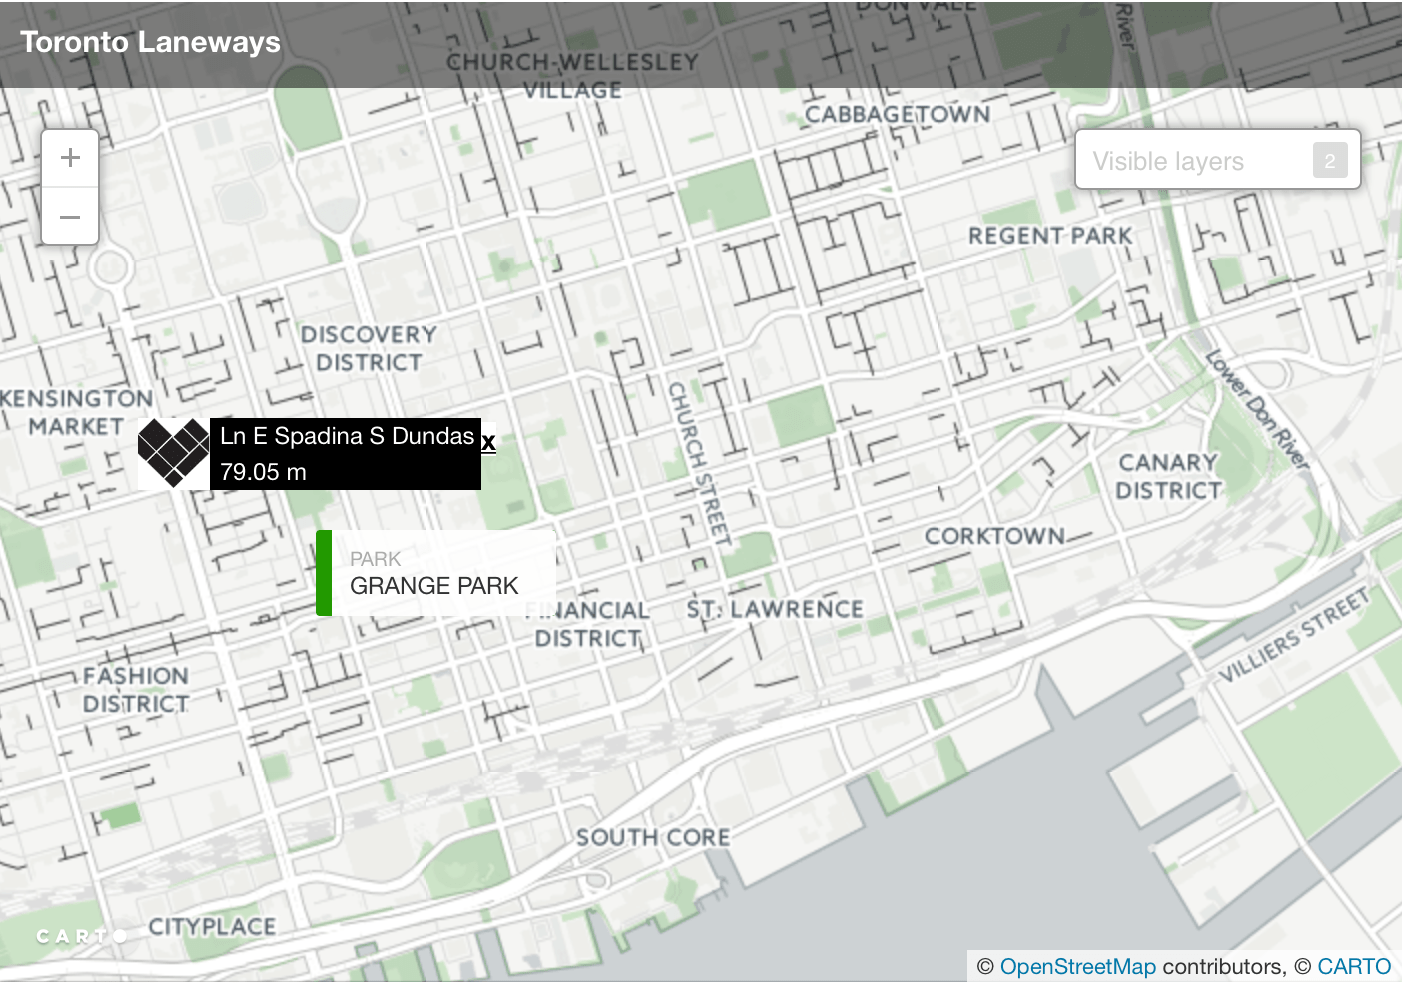 DON VALE
River
Toronto Laneways
CHURCH-WELLESLEY
VILLAGE
CABBAGETOWN
+
Visible layers 2
−
REGENT PARK
DISCOVERY
DISTRICT
KENSINGTON
MARKET
CHURCH STREET
Lower Don River
Ln E Spadina S Dundas x
79.05 m
CANARY
DISTRICT
CORKTOWN
PARK
GRANGE PARK
FINANCIAL
DISTRICT
ST. LAWRENCE
VILLIERS STREET
FASHION
DISTRICT
SOUTH CORE
CITYPLACE
CARTO
© OpenStreetMap contributors, © CARTO